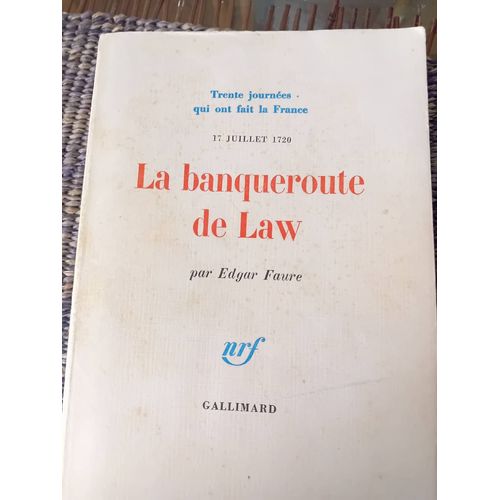 Trente journées
qui ont fait la France
17 JUILLET 1720
La banqueroute
de Law
par Edgar Faure
nrf
GALLIMARD